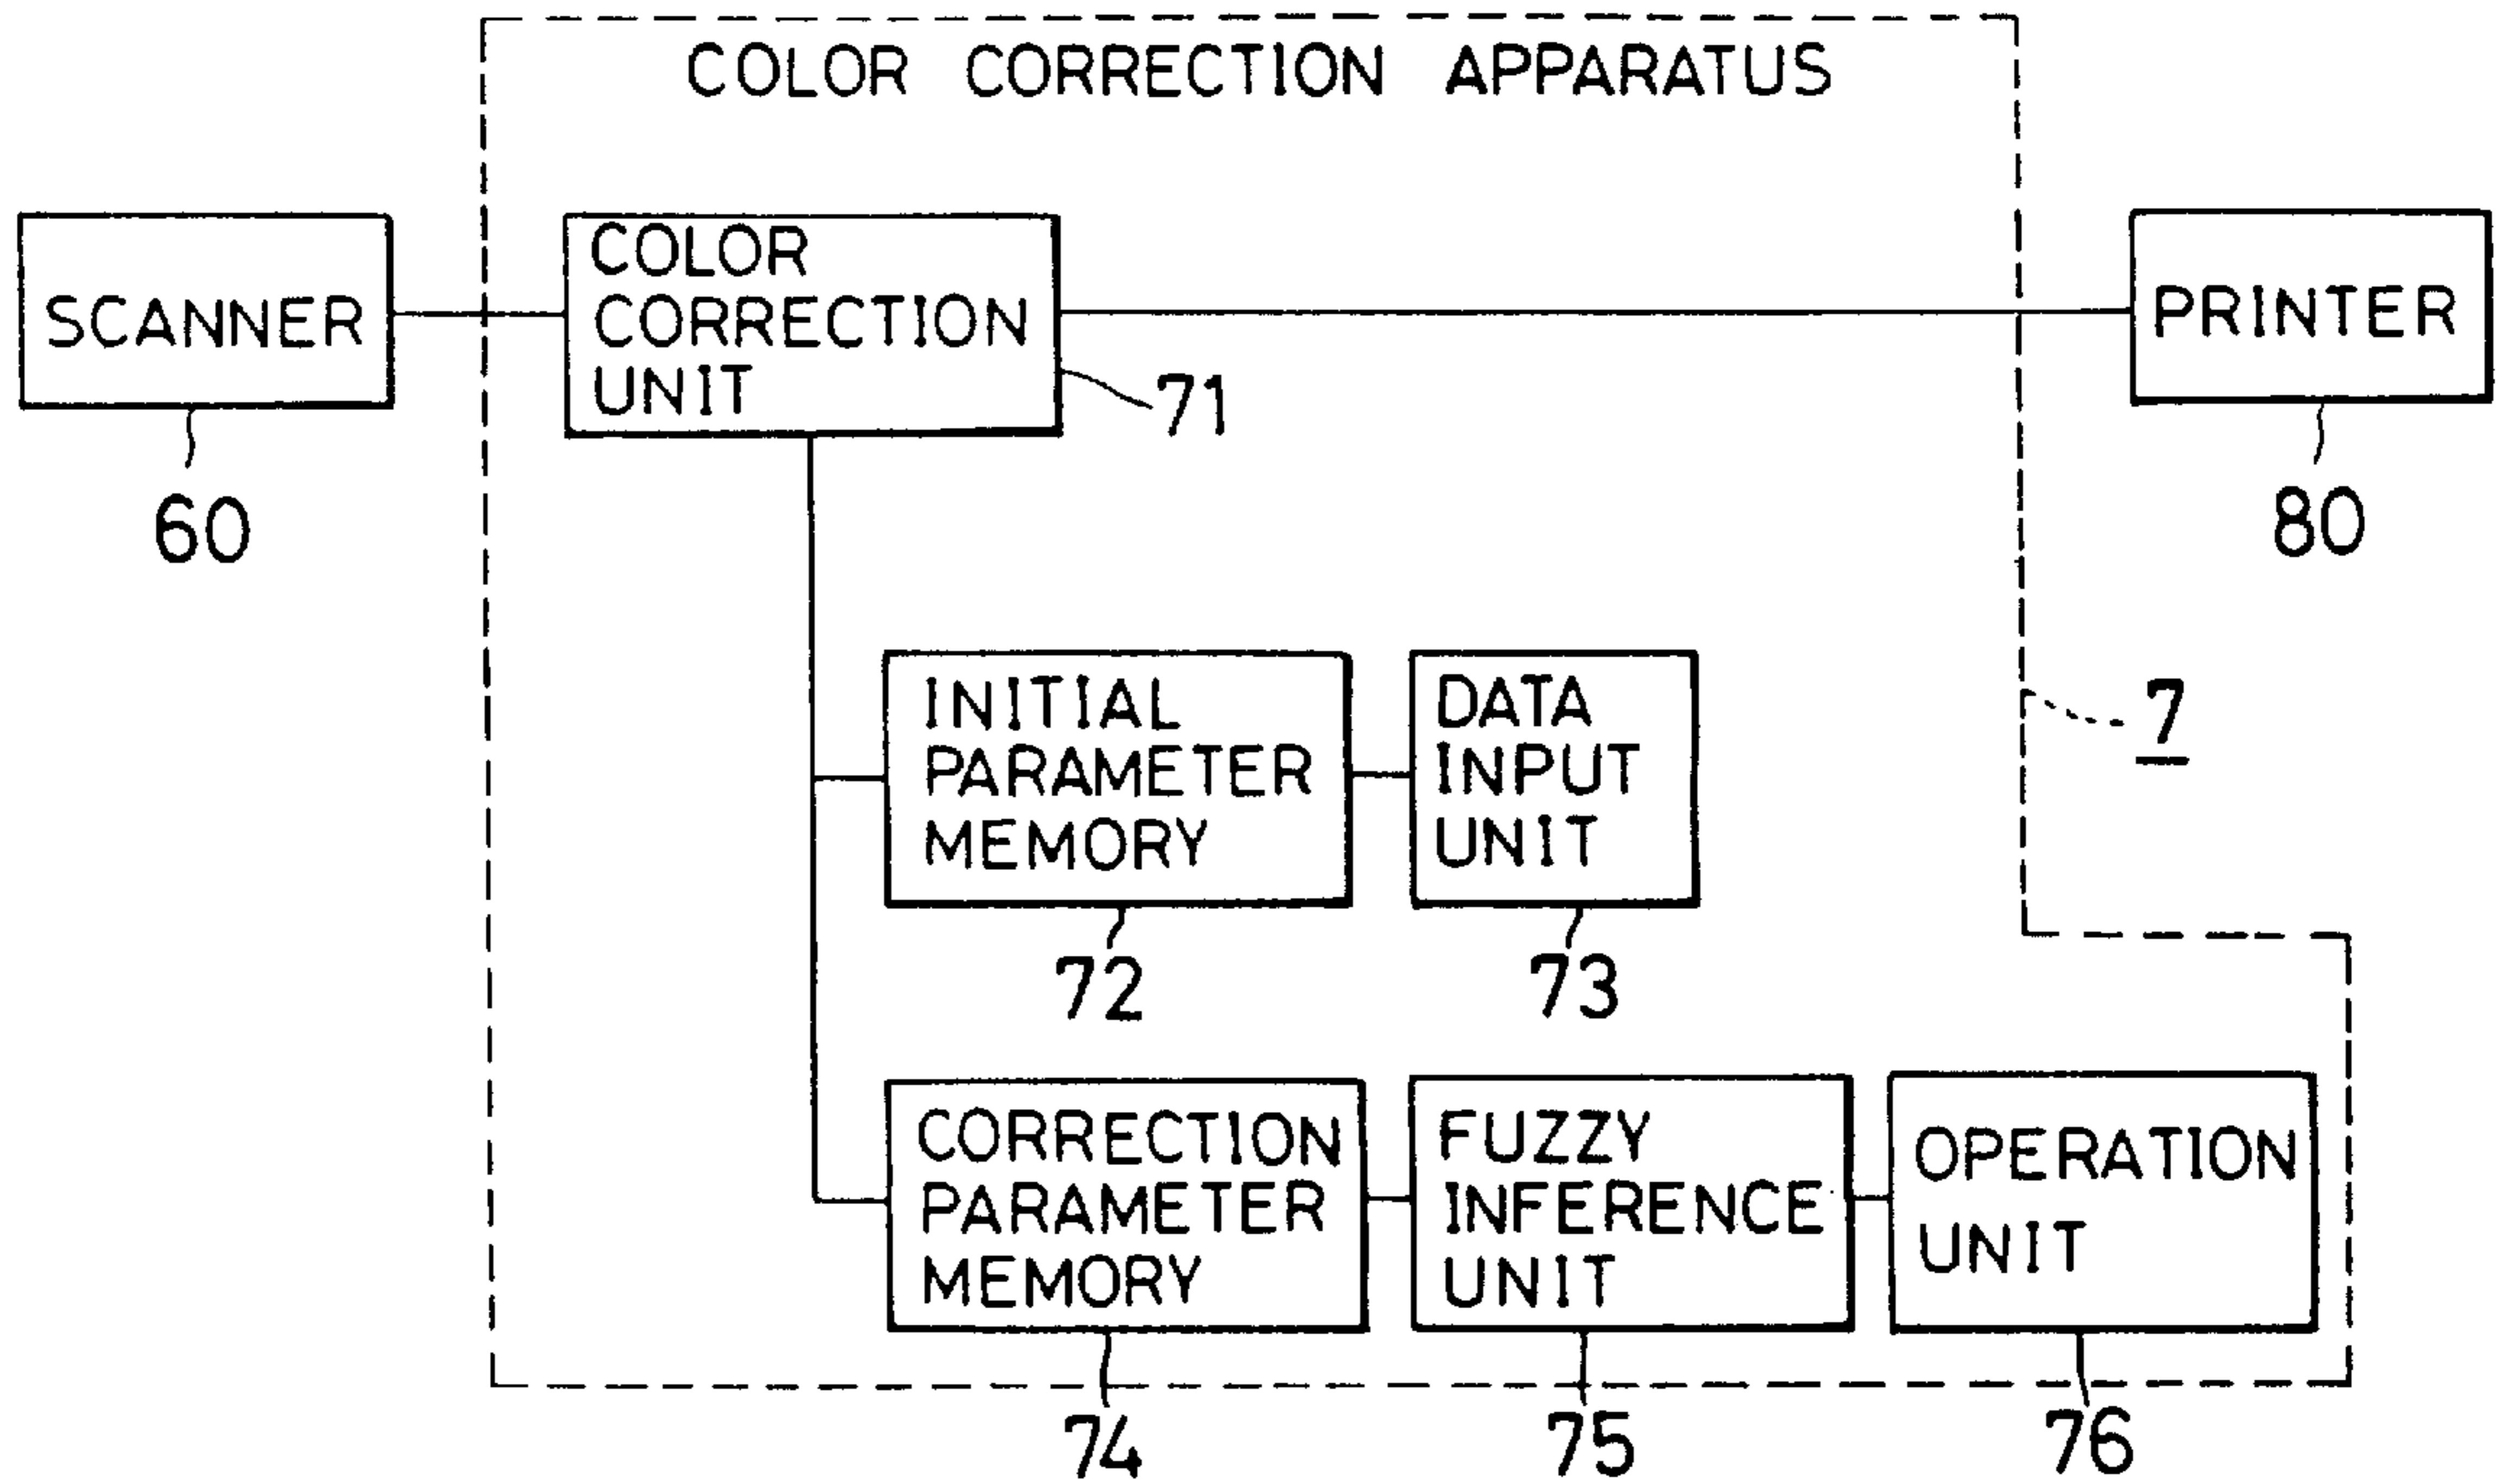 COLOR CORRECTION APPARATUS
SCANNER
60
COLOR
CORRECTION
UNIT
71
PRINTER
80
INITIAL
PARAMETER
MEMORY
72
DATA
INPUT
UNIT
73
7
CORRECTION
PARAMETER
MEMORY
74
FUZZY
INFERENCE
UNIT
75
OPERATION
UNIT
76